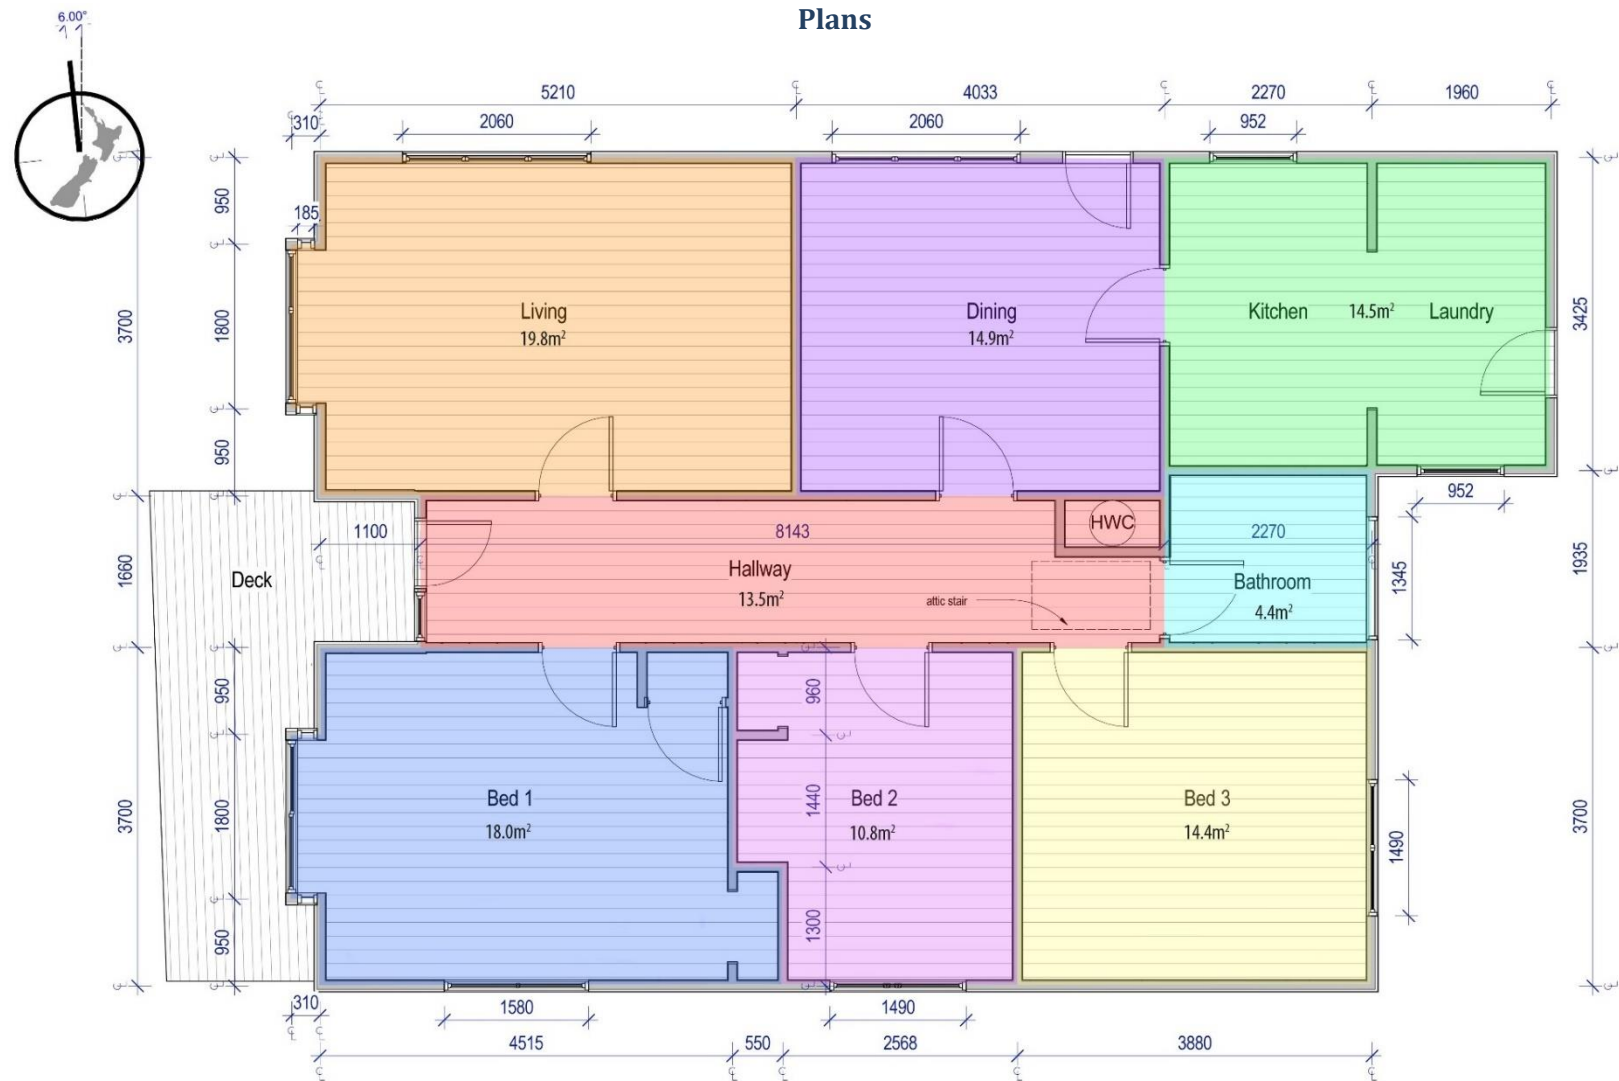 Plans
6.00°
5210
4033
2270
1960
310
2060
2060
952
950
185
3700
1800
950
Living
19.8m²
Dining
14.9m²
Kitchen
14.5m²
Laundry
3425
952
1660
1100
8143
HWC
2270
1345
1935
Deck
Hallway
13.5m²
attic stair
Bathroom
4.4m²
950
960
3700
1800
Bed 1
18.0m²
1440
Bed 2
10.8m²
Bed 3
14.4m²
1490
3700
950
1300
310
1580
1490
4515
550
2568
3880